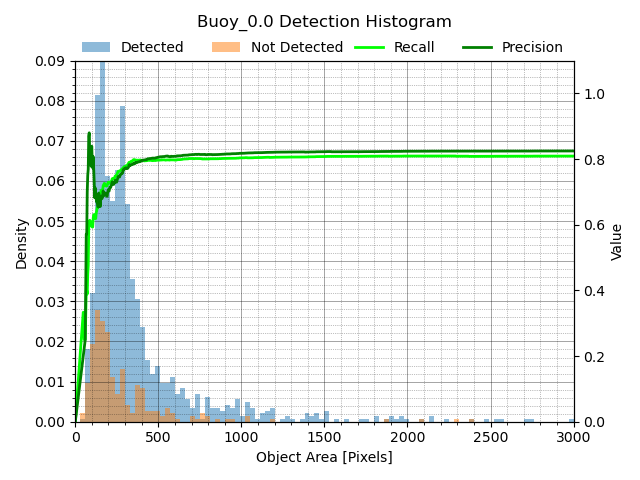 Buoy_0.0 Detection Histogram
Detected Not Detected Recall Precision
0.09
0.08
0.07
0.06
0.05
0.04
0.03
0.02
0.01
0.00
Density
1.0
0.8
0.6
0.4
0.2
0.0
Value
0 500 1000 1500 2000 2500 3000
Object Area [Pixels]